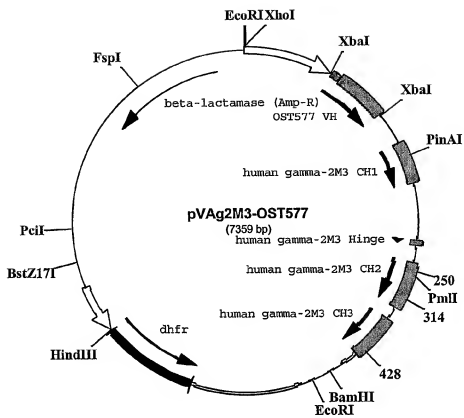 EcoRI XhoI
XbaI
FspI
XbaI
beta-lactamase (Amp-R)
OST577 VH
PinAI
human gamma-2M3 CH1
pVAg2M3-OST577
(7359 bp)
PciI
human gamma-2M3 Hinge
human gamma-2M3 CH2
250
BstZ17I
PmlI
314
human gamma-2M3 CH3
dhfr
HindIII
428
BamHI
EcoRI